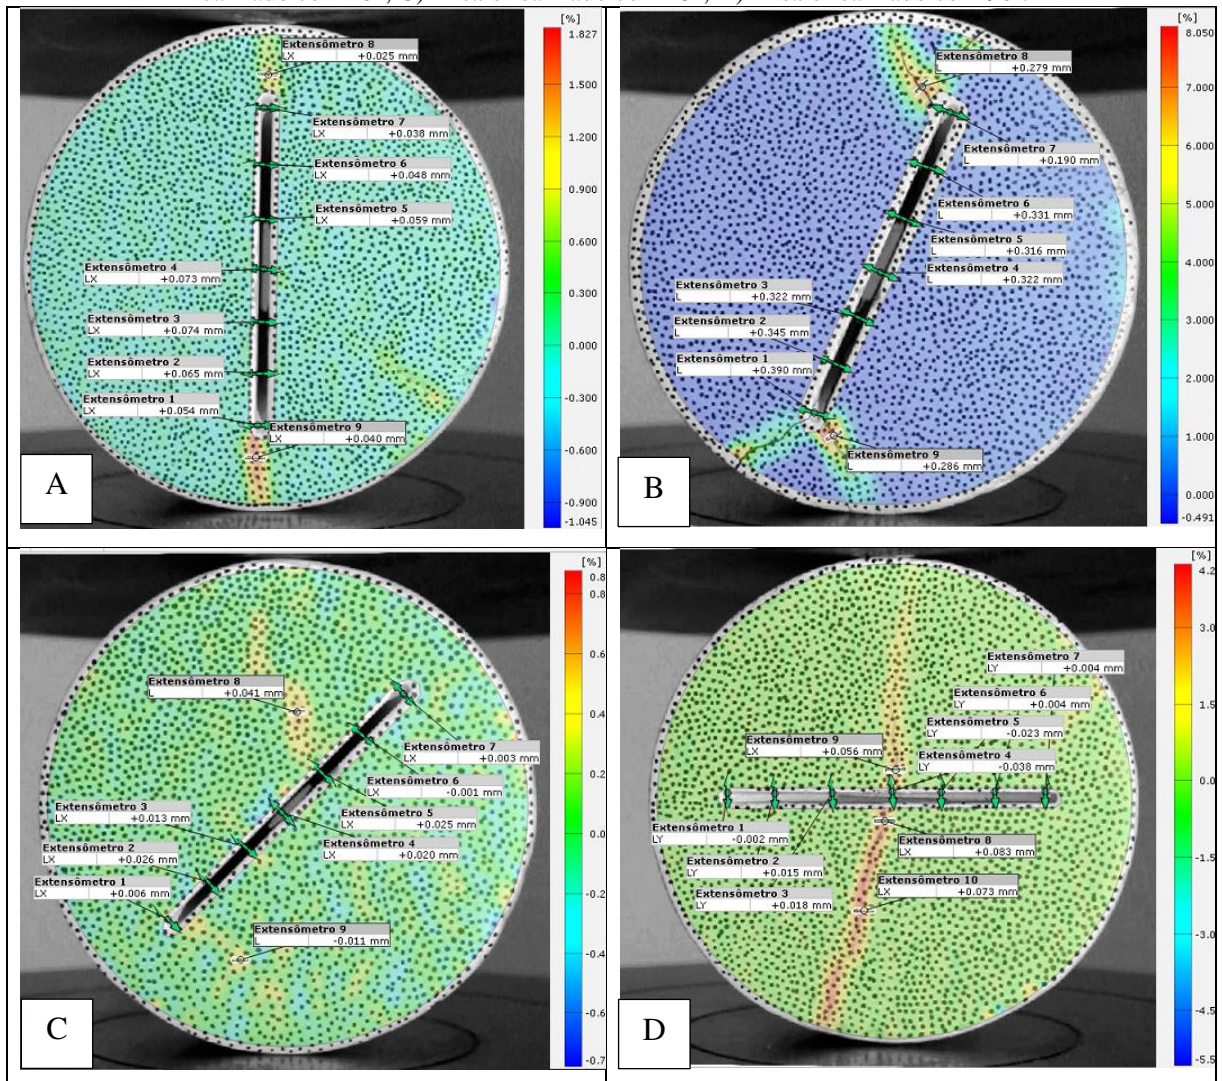 [%]
1.827
1.200
0.900
0.600
0.300
0.000
-0.300
-0.900
-1.045
Extensômetro 8
LX +0.025 mm
Extensômetro 7
LX +0.038 mm
Extensômetro 6
LX +0.048 mm
Extensômetro 5
LX +0.059 mm
Extensômetro 4
LX +0.073 mm
Extensômetro 3
LX +0.074 mm
Extensômetro 2
LX +0.065 mm
Extensômetro 1
LX +0.054 mm
Extensômetro 9
LX +0.040 mm
A
[%]
8.050
7.000
6.000
5.000
4.000
3.000
2.000
1.000
0.000
-0.491
Extensômetro 8
L +0.279 mm
Extensômetro 7
L +0.190 mm
Extensômetro 6
L +0.331 mm
Extensômetro 5
L +0.316 mm
Extensômetro 4
L +0.322 mm
Extensômetro 3
L +0.322 mm
Extensômetro 2
L +0.345 mm
Extensômetro 1
L +0.390 mm
Extensômetro 9
L +0.286 mm
B
[%]
0.8
0.6
0.4
0.2
0.0
-0.2
-0.4
-0.6
-0.7
Extensômetro 8
L +0.041 mm
Extensômetro 7
LX +0.003 mm
Extensômetro 6
LX -0.001 mm
Extensômetro 5
LX +0.025 mm
Extensômetro 4
LX +0.020 mm
Extensômetro 3
LX +0.013 mm
Extensômetro 2
LX +0.026 mm
Extensômetro 1
LX +0.006 mm
Extensômetro 9
L -0.011 mm
C
[%]
4.2
3.0
1.5
0.0
-1.5
-3.0
-4.5
-5.5
Extensômetro 7
LY +0.004 mm
Extensômetro 6
LY +0.004 mm
Extensômetro 5
LY -0.023 mm
Extensômetro 4
LY -0.038 mm
Extensômetro 9
LX +0.056 mm
Extensômetro 1
LY -0.002 mm
Extensômetro 2
LY +0.015 mm
Extensômetro 3
LY +0.018 mm
Extensômetro 8
LX +0.083 mm
Extensômetro 10
LX +0.073 mm
D